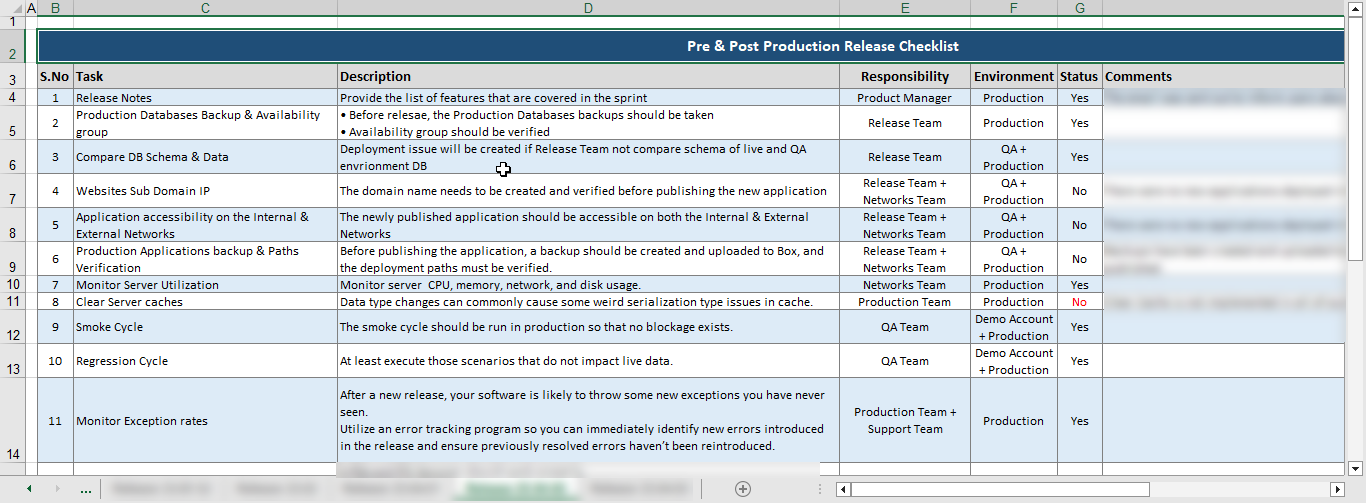 A B C D E F G
1
2 Pre & Post Production Release Checklist
3 S.No Task Description Responsibility Environment Status Comments
4 1 Release Notes Provide the list of features that are covered in the sprint Product Manager Production Yes
5 2 Production Databases Backup & Availability group • Before relesae, the Production Databases backups should be taken
• Availability group should be verified Release Team Production Yes
6 3 Compare DB Schema & Data Deployment issue will be created if Release Team not compare schema of live and QA
envrionment DB Release Team QA + Production Yes
7 4 Websites Sub Domain IP The domain name needs to be created and verified before publishing the new application Release Team + Networks Team QA + Production No
8 5 Application accessibility on the Internal & External Networks The newly published application should be accessible on both the Internal & External
Networks Release Team + Networks Team QA + Production No
9 6 Production Applications backup & Paths Verification Before publishing the application, a backup should be created and uploaded to Box, and
the deployment paths must be verified. Release Team + Networks Team QA + Production No
10 7 Monitor Server Utilization Monitor server CPU, memory, network, and disk usage. Networks Team Production Yes
11 8 Clear Server caches Data type changes can commonly cause some weird serialization type issues in cache. Production Team Production No
12 9 Smoke Cycle The smoke cycle should be run in production so that no blockage exists. QA Team Demo Account + Production Yes
13 10 Regression Cycle At least execute those scenarios that do not impact live data. QA Team Demo Account + Production Yes
14 11 Monitor Exception rates After a new release, your software is likely to throw some new exceptions you have never
seen.
Utilize an error tracking program so you can immediately identify new errors introduced
in the release and ensure previously resolved errors haven't been reintroduced. Production Team + Support Team Production Yes
...